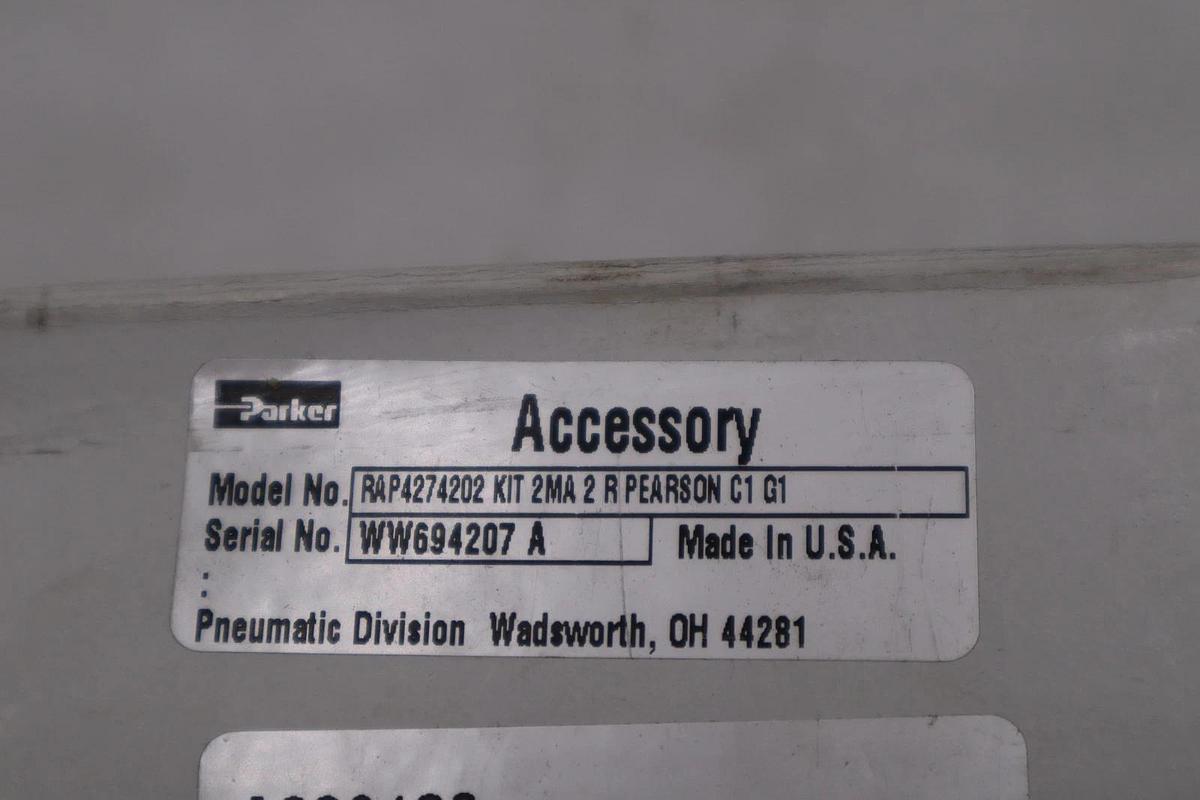 Parker
Accessory
Model No. RAP4274202 KIT 2MA 2 R PEARSON C1 G1
Serial No. WW694207 A Made In U.S.A.
:
Pneumatic Division Wadsworth, OH 44281